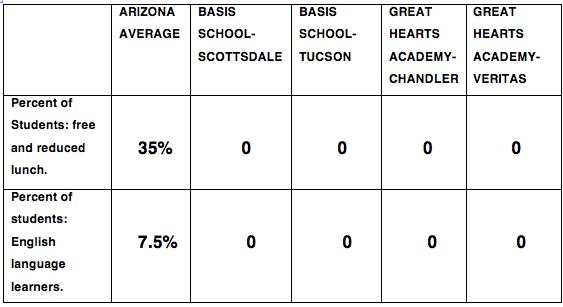 ARIZONA AVERAGE
BASIS SCHOOL-SCOTTSDALE
BASIS SCHOOL-TUCSON
GREAT HEARTS ACADEMY-CHANDLER
GREAT HEARTS ACADEMY-VERITAS
Percent of
Students: free
and reduced
lunch.
35% 0 0 0 0
Percent of
students:
English
language
learners.
7.5% 0 0 0 0